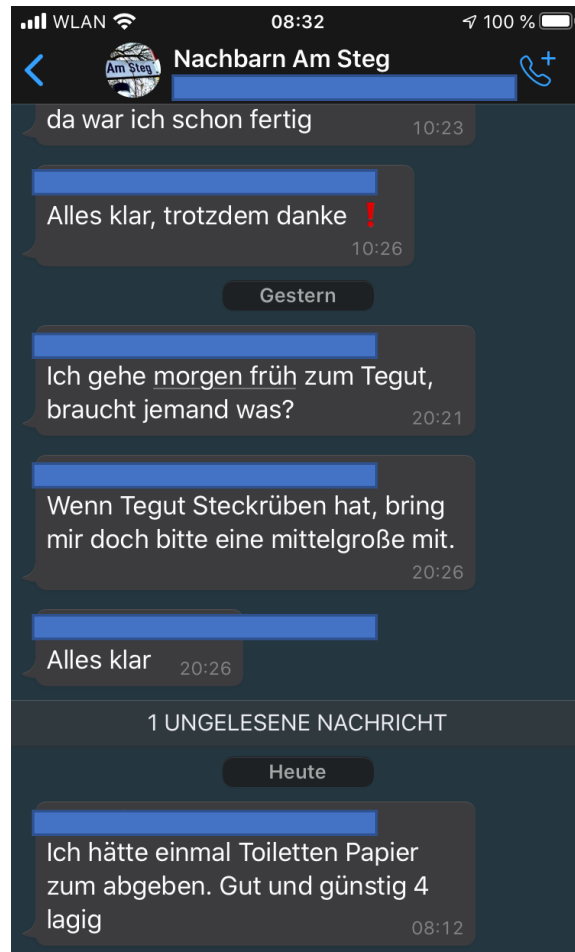 WLAN 08:32 100 %
Am Steg
Nachbarn Am Steg
da war ich schon fertig 10:23
Alles klar, trotzdem danke ❗
10:26
Gestern
Ich gehe morgen früh zum Tegut,
braucht jemand was? 20:21
Wenn Tegut Steckrüben hat, bring
mir doch bitte eine mittelgroße mit.
20:26
Alles klar 20:26
1 UNGELESENE NACHRICHT
Heute
Ich hätte einmal Toiletten Papier
zum abgeben. Gut und günstig 4
lagig 08:12